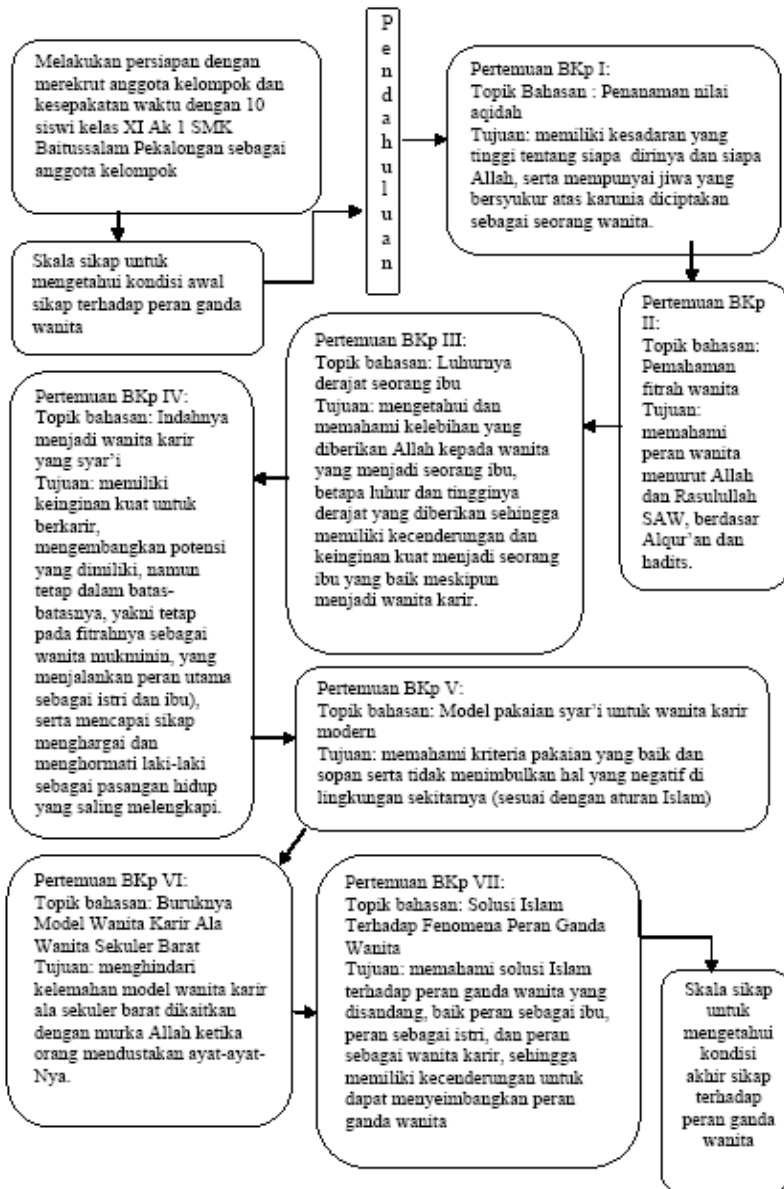 Melakukan persiapan dengan
merekrut anggota kelompok dan
kesepakatan waktu dengan 10
siswi kelas XI Ak 1 SMK
Baitussalam Pekalongan sebagai
anggota kelompok
Skala sikap untuk
mengetahui kondisi awal
sikap terhadap peran ganda
wanita
P
e
n
d
a
h
u
l
u
a
n
Pertemuan BKp I:
Topik Bahasan : Penanaman nilai
aqidah
Tujuan: memiliki kesadaran yang
tinggi tentang siapa dirinya dan siapa
Allah, serta mempunyai jiwa yang
bersyukur atas karunia diciptakan
sebagai seorang wanita.
Pertemuan BKp
II:
Topik bahasan:
Pemahaman
fitrah wanita
Tujuan:
memahami
peran wanita
menurut Allah
dan Rasulullah
SAW, berdasar
Alqur’an dan
hadits.
Pertemuan BKp III:
Topik bahasan: Luhurnya
derajat seorang ibu
Tujuan: mengetahui dan
memahami kelebihan yang
diberikan Allah kepada wanita
yang menjadi seorang ibu,
betapa luhur dan tingginya
derajat yang diberikan sehingga
memiliki kecenderungan dan
keinginan kuat menjadi seorang
ibu yang baik meskipun
menjadi wanita karir.
Pertemuan BKp IV:
Topik bahasan: Indahnya
menjadi wanita karir
yang syar’i
Tujuan: memiliki
keinginan kuat untuk
berkarir,
mengembangkan potensi
yang dimiliki, namun
tetap dalam batas-
batasnya, yakni tetap
pada fitrahnya sebagai
wanita mukminin, yang
menjalankan peran utama
sebagai istri dan ibu),
serta mencapai sikap
menghargai dan
menghormati laki-laki
sebagai pasangan hidup
yang saling melengkapi.
Pertemuan BKp V:
Topik bahasan: Model pakaian syar’i untuk wanita karir
modern
Tujuan: memahami kriteria pakaian yang baik dan
sopan serta tidak menimbulkan hal yang negatif di
lingkungan sekitarnya (sesuai dengan aturan Islam)
Pertemuan BKp VI:
Topik bahasan: Buruknya
Model Wanita Karir Ala
Wanita Sekuler Barat
Tujuan: menghindari
kelemahan model wanita karir
ala sekuler barat dikaitkan
dengan murka Allah ketika
orang mendustakan ayat-ayat-
Nya.
Pertemuan BKp VII:
Topik bahasan: Solusi Islam
Terhadap Fenomena Peran Ganda
Wanita
Tujuan: memahami solusi Islam
terhadap peran ganda wanita yang
disandang, baik peran sebagai ibu,
peran sebagai istri, dan peran
sebagai wanita karir, sehingga
memiliki kecenderungan untuk
dapat menyeimbangkan peran
ganda wanita
Skala sikap
untuk
mengetahui
kondisi
akhir sikap
terhadap
peran ganda
wanita